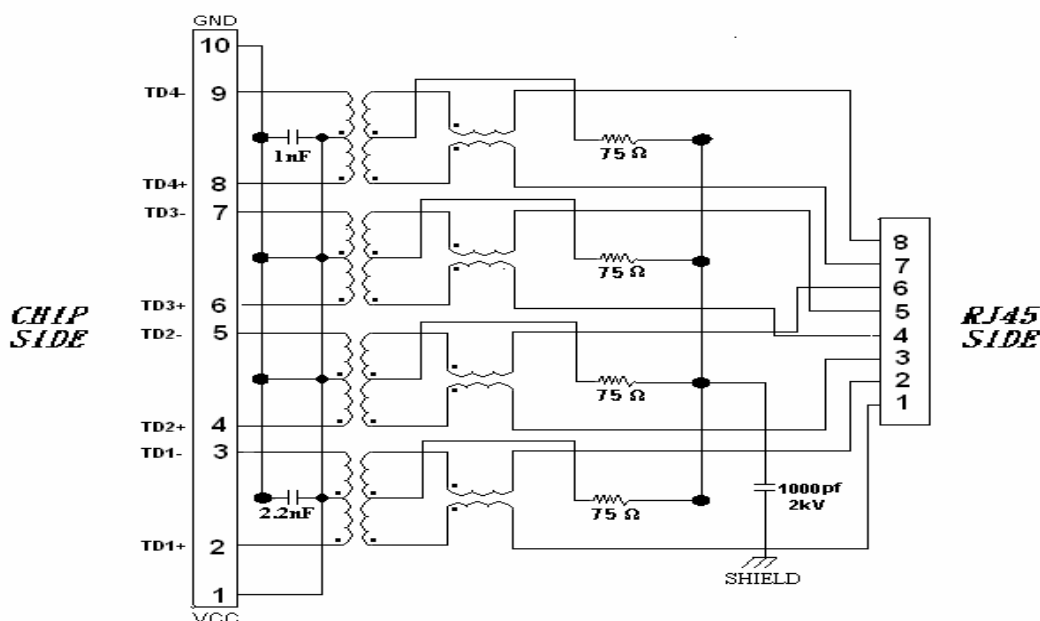 GND
10
TD4-
9
1nF
75 Ω
TD4+
8
TD3-
7
75 Ω
TD3+
6
CHIP
SIDE
TD2-
5
75 Ω
TD2+
4
TD1-
3
2.2nF
75 Ω
TD1+
2
1
VCC
8
7
6
5
4
3
2
1
RJ45
SIDE
1000pf
2kV
SHIELD